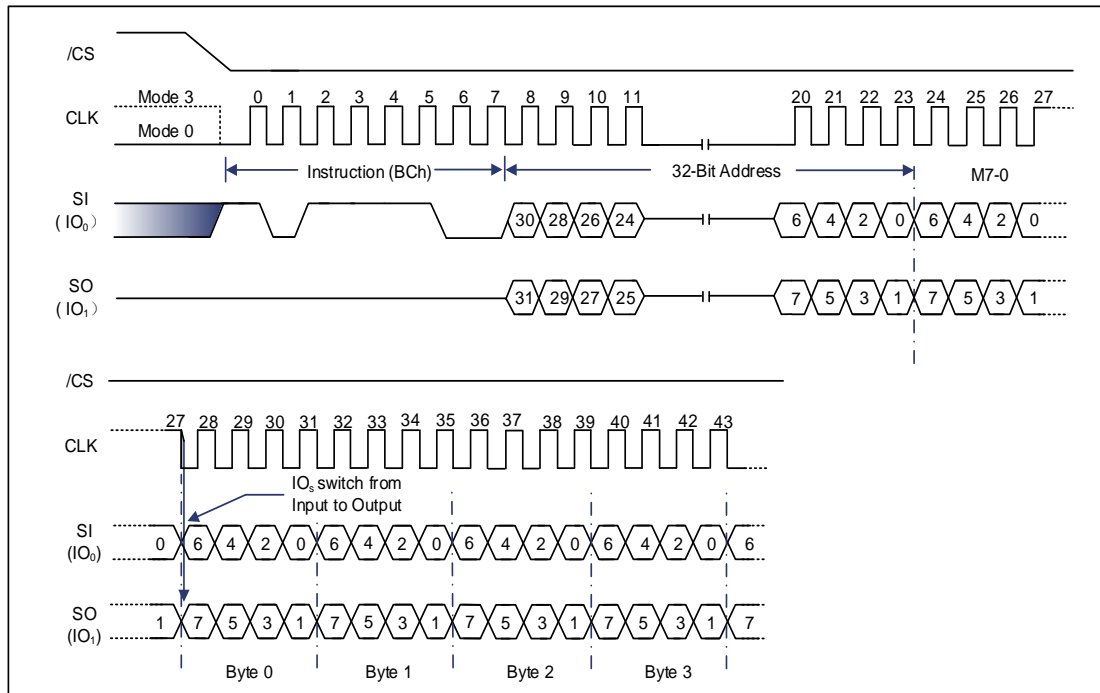 /CS
Mode 3
CLK
Mode 0
0 1 2 3 4 5 6 7 8 9 10 11 20 21 22 23 24 25 26 27
Instruction (BCh) 32-Bit Address M7-0
SI
( IO₀ )
30 28 26 24 6 4 2 0 6 4 2 0
SO
( IO₁ )
31 29 27 25 7 5 3 1 7 5 3 1
/CS
27 28 29 30 31 32 33 34 35 36 37 38 39 40 41 42 43
CLK
IOₛ switch from
Input to Output
SI
(IO₀)
0 6 4 2 0 6 4 2 0 6 4 2 0 6 4 2 0 6
SO
(IO₁)
1 7 5 3 1 7 5 3 1 7 5 3 1 7 5 3 1 7
Byte 0 Byte 1 Byte 2 Byte 3